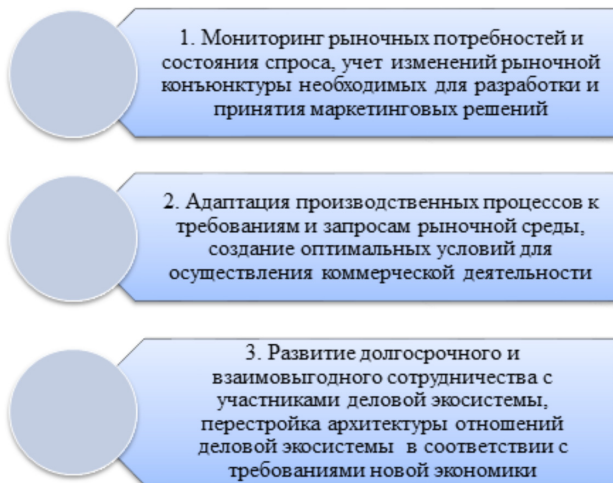 1. Мониторинг рыночных потребностей и
состояния спроса, учет изменений рыночной
конъюнктуры необходимых для разработки и
принятия маркетинговых решений
2. Адаптация производственных процессов к
требованиям и запросам рыночной среды,
создание оптимальных условий для
осуществления коммерческой деятельности
3. Развитие долгосрочного и
взаимовыгодного сотрудничества с
участниками деловой экосистемы,
перестройка архитектуры отношений
деловой экосистемы в соответствии с
требованиями новой экономики